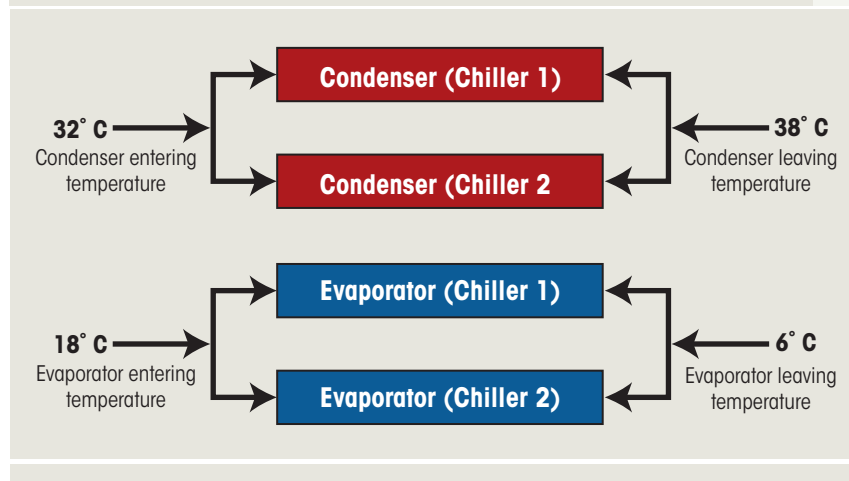 Condenser (Chiller 1)
32˚ C
Condenser entering
temperature
38˚ C
Condenser leaving
temperature
Condenser (Chiller 2
Evaporator (Chiller 1)
18˚ C
Evaporator entering
temperature
6˚ C
Evaporator leaving
temperature
Evaporator (Chiller 2)